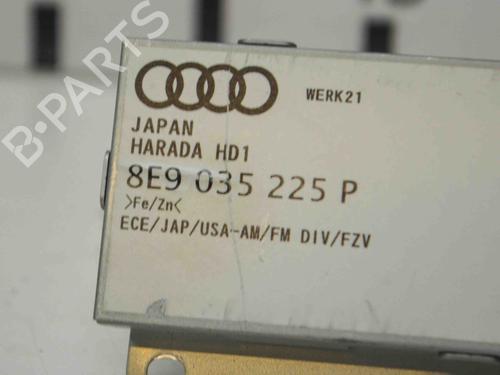 WERK21
JAPAN
HARADA HD1
8E9 035 225 P
>Fe/Zn<
ECE/JAP/USA-AM/FM DIV/FZV
B-PARTS